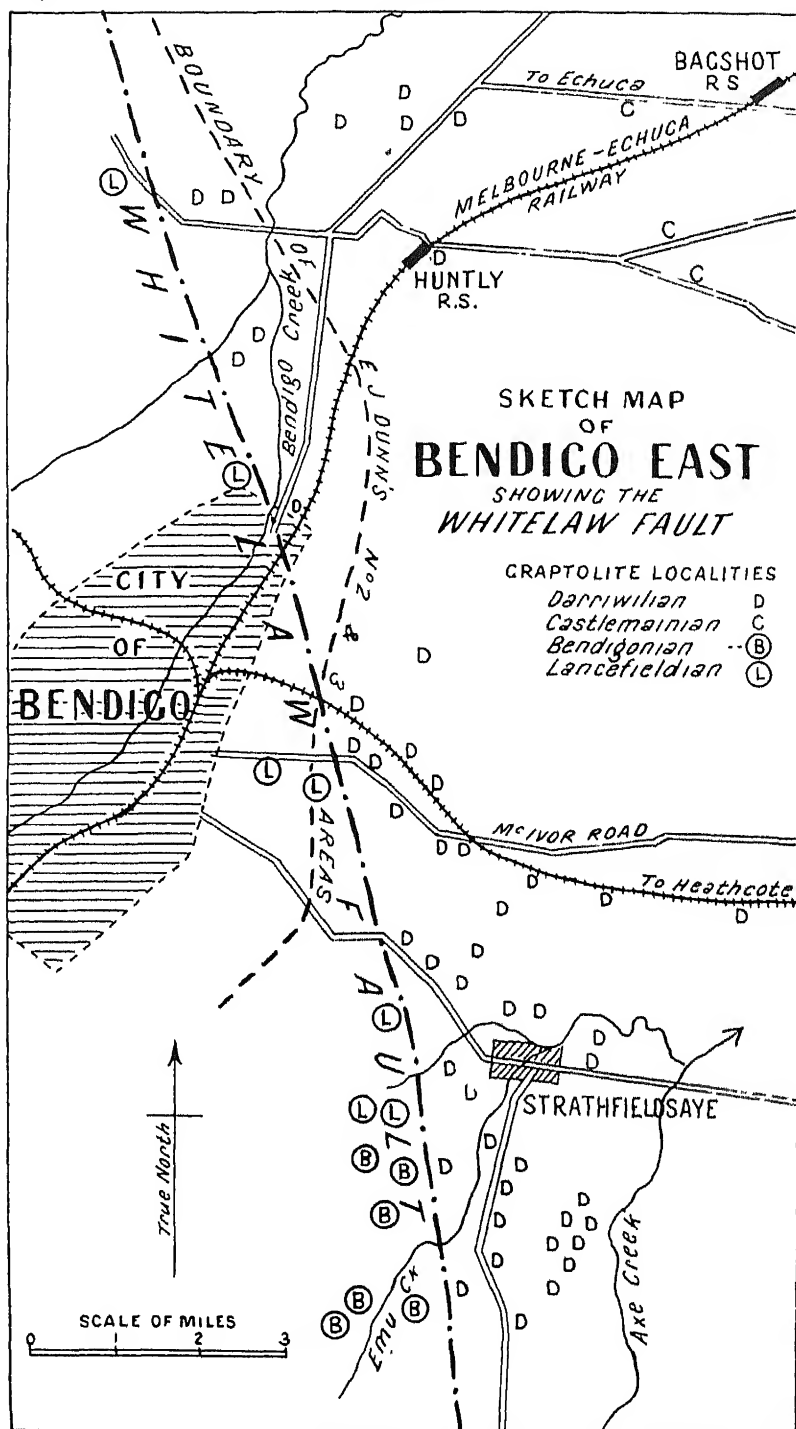 BAGSHOT
R S
To Echuca
C
BOUNDARY
D
D
D
D
MELBOURNE-ECHUCA
RAILWAY
L
D D
C
C
D
HUNTLY
R.S.
OF
Bendigo Creek
D
D
E. J. DUNN'S
No 2 & 3
AREAS
SKETCH MAP
OF
BENDIGO EAST
SHOWING THE
WHITELAW FAULT
GRAPTOLITE LOCALITIES
Darriwilian D
Castlemainian C
Bendigonian -- B
Lancefieldian L
L
D
WHITELAW FAULT
CITY
OF
BENDIGO
D
D
D D D
D
D
L
L
McIVOR ROAD
D D
D
D
To Heathcote
D
D
D
D
D
D
L
D D
D
D
D
STRATHFIELDSAYE
L L
D
B
B
D
D
D
B
D
D
D
D
D
D
D
D
D
D
D
D
D
B
B
B
Emu Ck
Axe Creek
True North
SCALE OF MILES
0 1 2 3